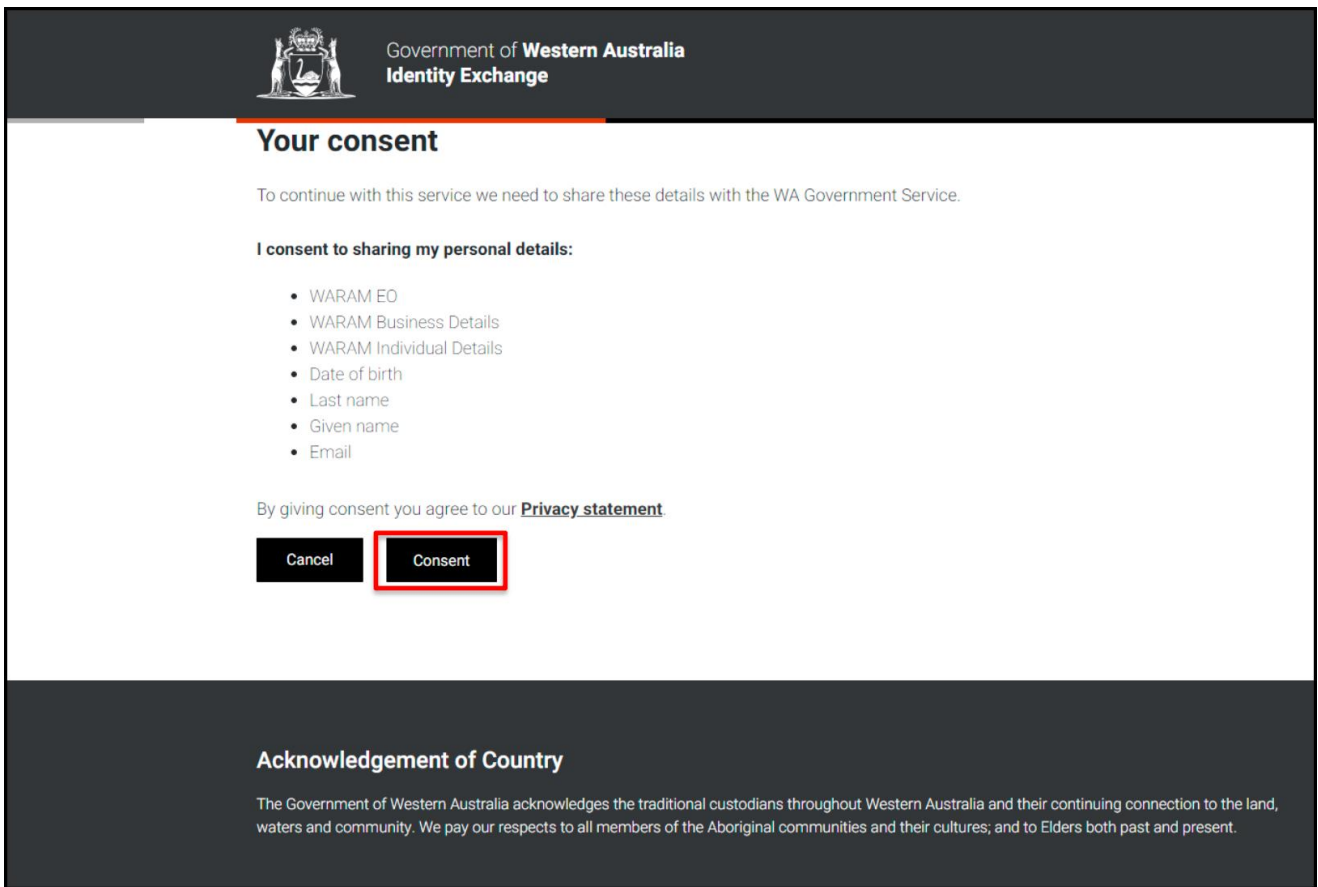 Government of Western Australia
Identity Exchange
Your consent
To continue with this service we need to share these details with the WA Government Service.
I consent to sharing my personal details:
• WARAM EO
• WARAM Business Details
• WARAM Individual Details
• Date of birth
• Last name
• Given name
• Email
By giving consent you agree to our Privacy statement.
Cancel Consent
Acknowledgement of Country
The Government of Western Australia acknowledges the traditional custodians throughout Western Australia and their continuing connection to the land,
waters and community. We pay our respects to all members of the Aboriginal communities and their cultures; and to Elders both past and present.